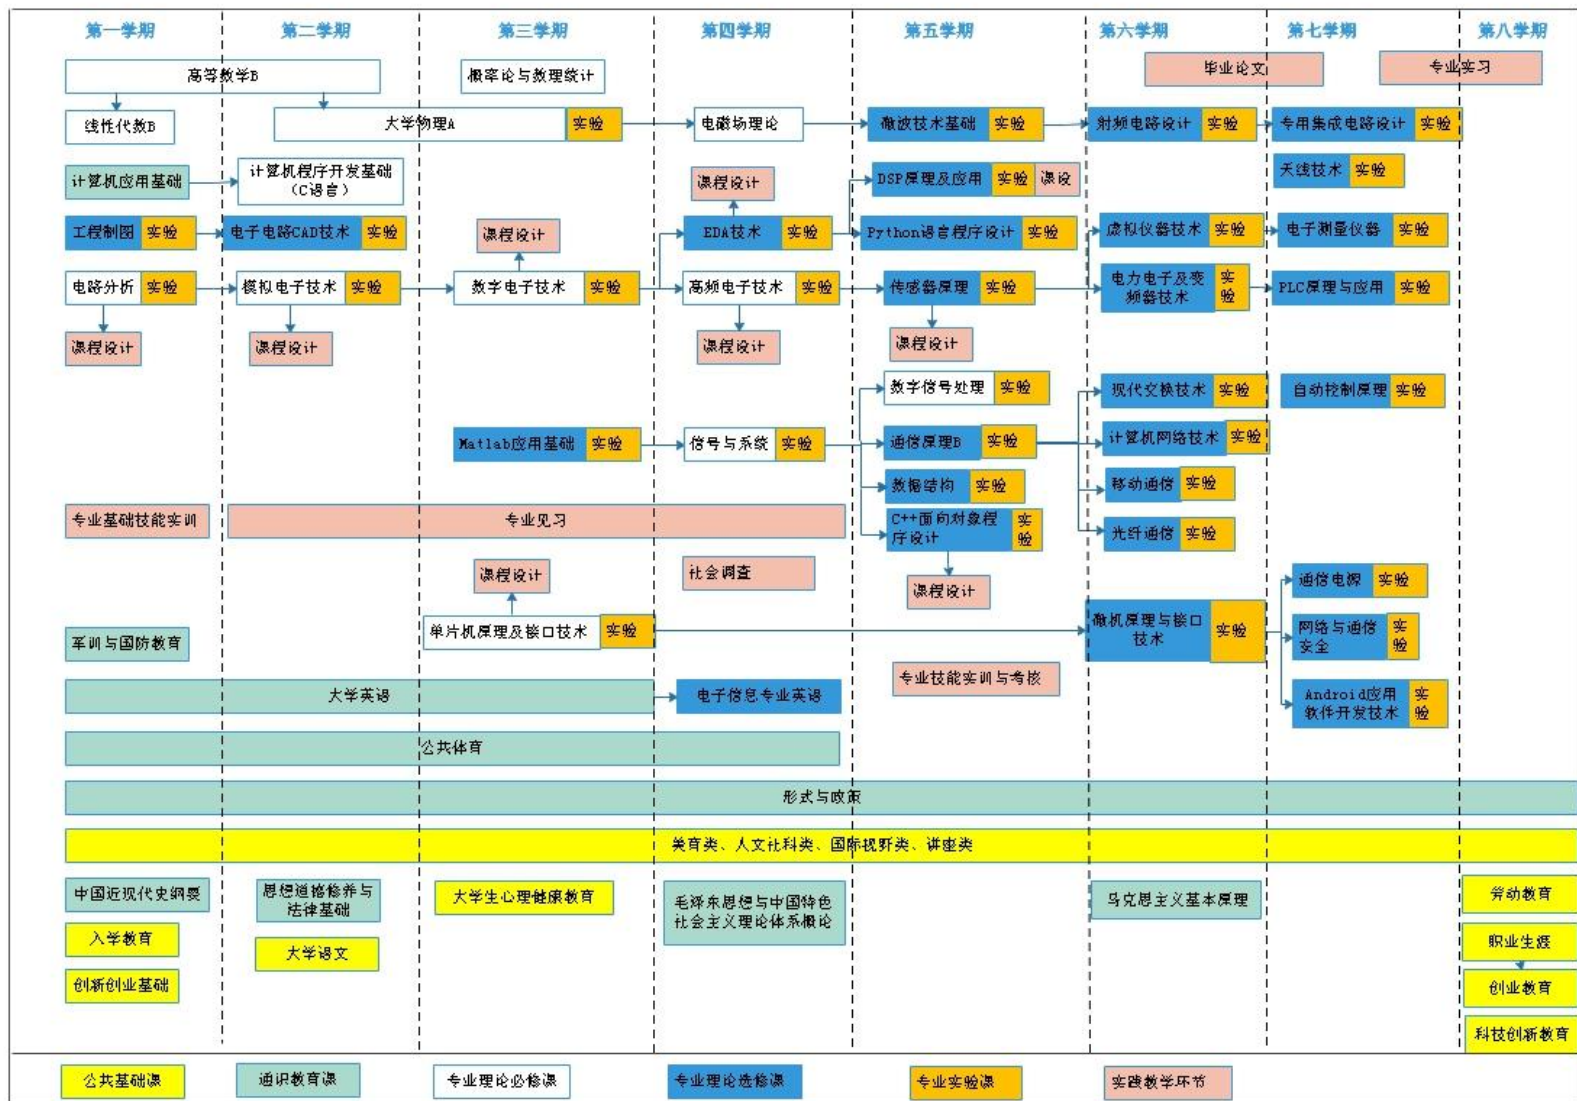 第一学期 第二学期 第三学期 第四学期 第五学期 第六学期 第七学期 第八学期
高等数学B 概率论与数理统计 毕业论文 专业实习
线性代数B 大学物理A 实验 电磁场理论 微波技术基础 实验 射频电路设计 实验 专用集成电路设计 实验
计算机应用基础 计算机程序开发基础
（C语言）
课程设计 DSP原理及应用 实验 课设 天线技术 实验
工程制图 实验 电子电路CAD技术 实验 课程设计 EDA技术 实验 Python语言程序设计 实验 虚拟仪器技术 实验 电子测量仪器 实验
电路分析 实验 模拟电子技术 实验 数字电子技术 实验 高频电子技术 实验 传感器原理 实验 电力电子及变
频器技术
实
验
PLC原理与应用 实验
课程设计 课程设计 课程设计 课程设计
数字信号处理 实验 现代交换技术 实验 自动控制原理 实验
Matlab应用基础 实验 信号与系统 实验 通信原理B 实验 计算机网络技术 实验
数据结构 实验 移动通信 实验
专业基础技能实训 专业见习 C++面向对象程
序设计
实
验
光纤通信 实验
课程设计 社会调查 课程设计 通信电源 实验
军训与国防教育 单片机原理及接口技术 实验 微机原理与接口
技术
实验
网络与通信
安全
实
验
专业技能实训与考核
大学英语 电子信息专业英语 Android应用
软件开发技术
实
验
公共体育
形式与政策
美育类、人文社科类、国际视野类、讲座类
中国近现代史纲要 思想道德修养与
法律基础
大学生心理健康教育 毛泽东思想与中国特色
社会主义理论体系概论
马克思主义基本原理 劳动教育
入学教育 大学语文 职业生涯
创新创业基础 创业教育
科技创新教育
公共基础课 通识教育课 专业理论必修课 专业理论选修课 专业实验课 实践教学环节